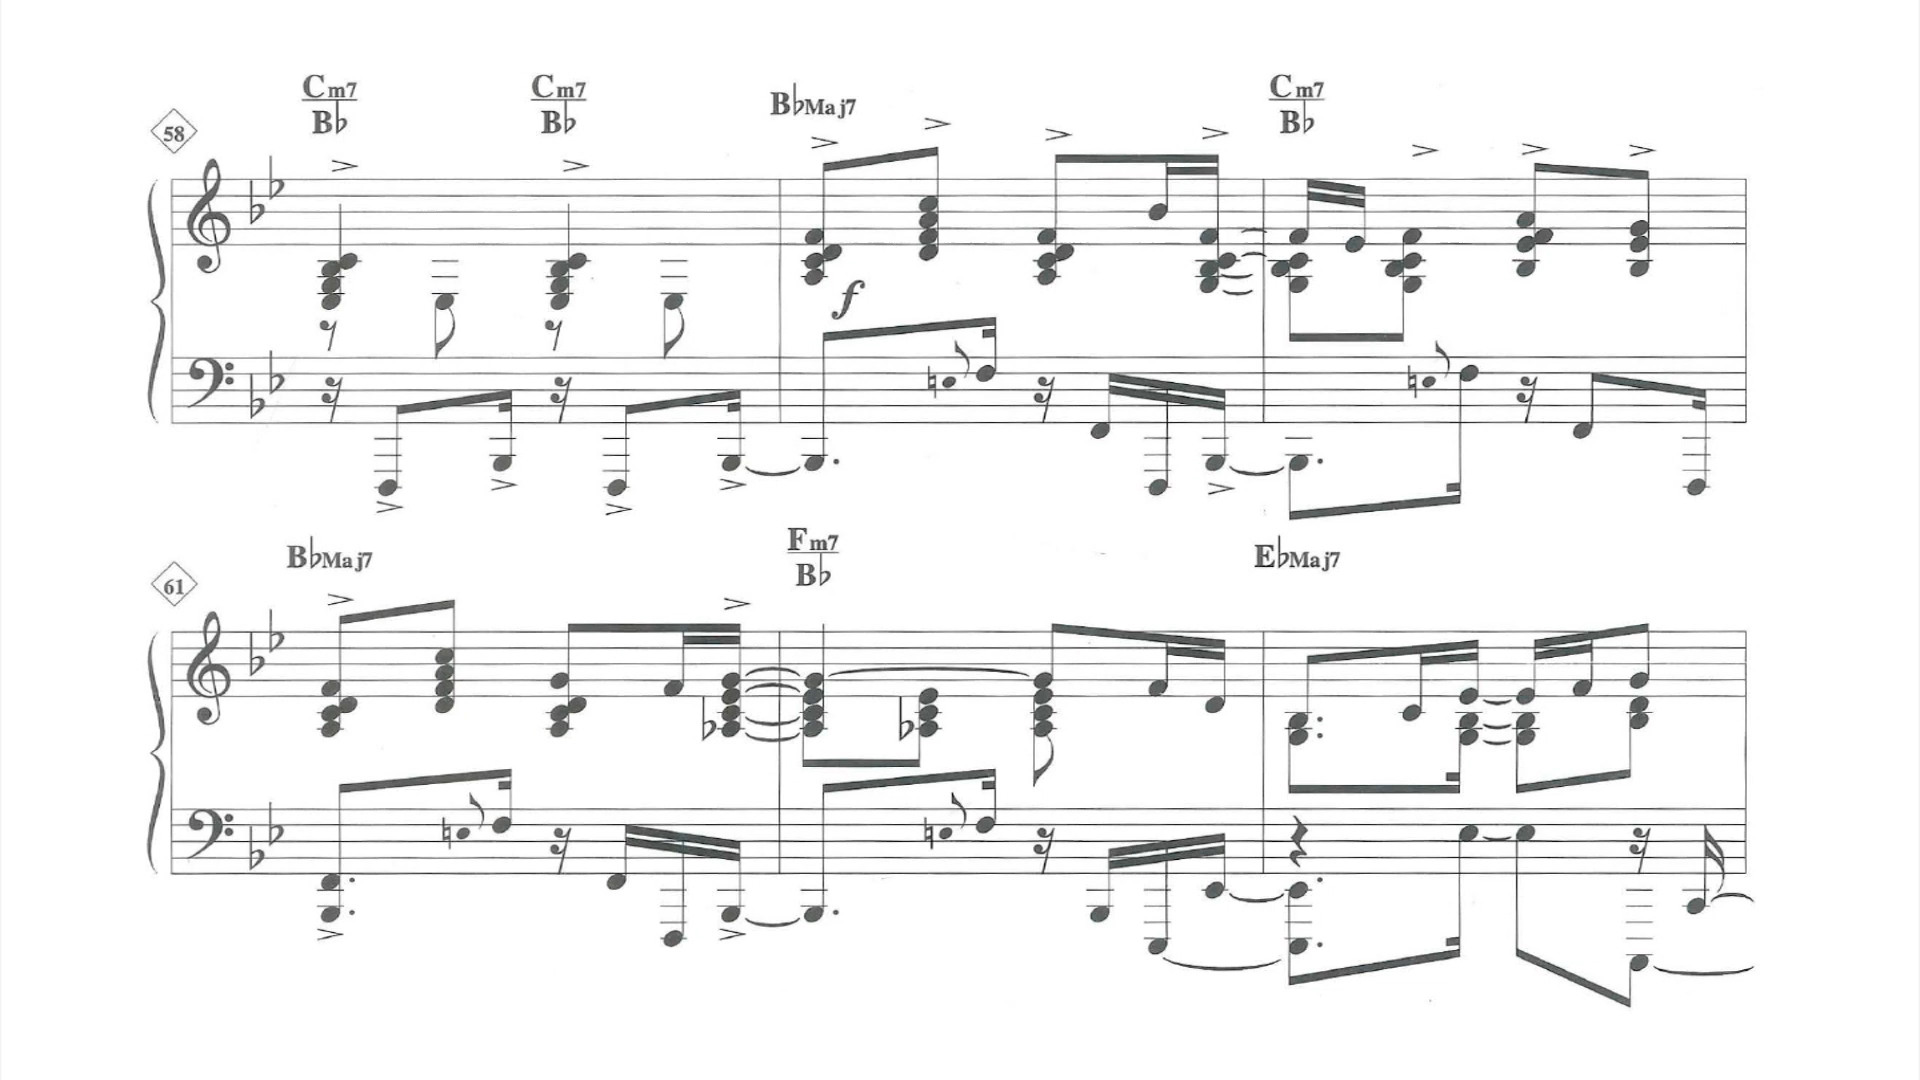 Cm7 Cm7 B♭Maj7 Cm7
B♭ B♭ B♭
58
f
B♭Maj7 Fm7 E♭Maj7
B♭
61